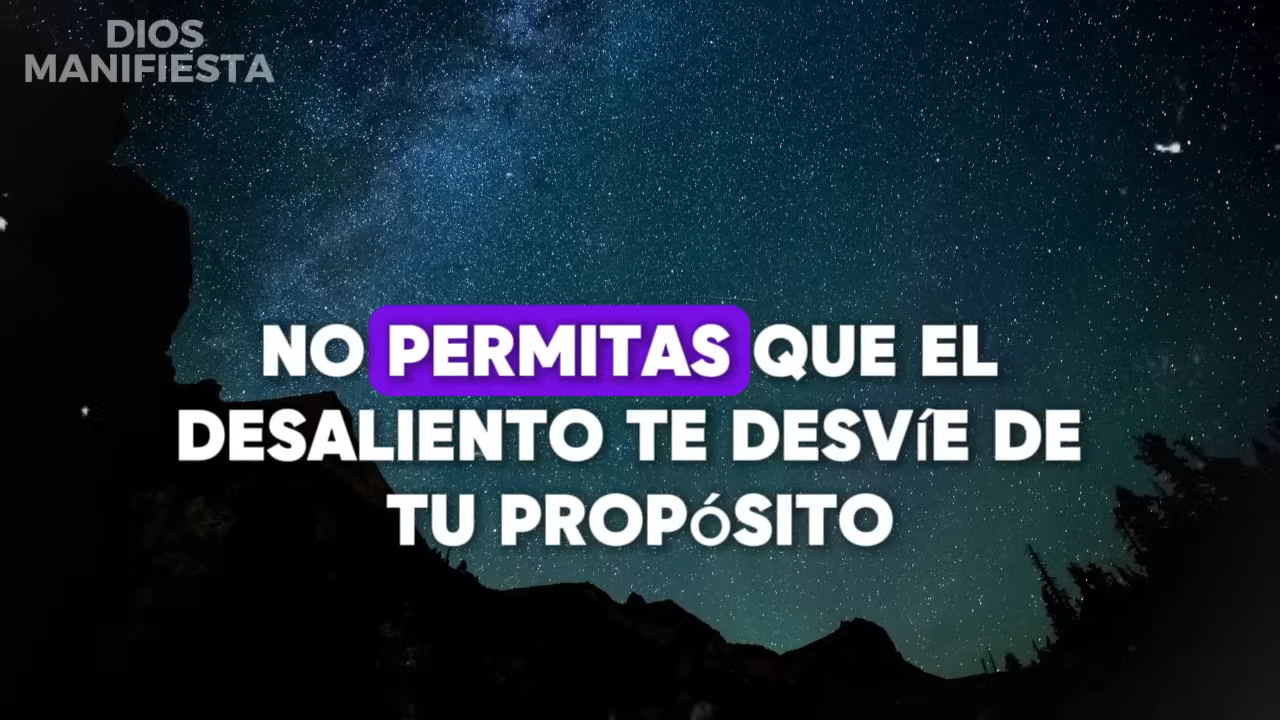 DIOS
MANIFIESTA
NO PERMITAS QUE EL
DESALIENTO TE DESVíE DE
TU PROPóSITO